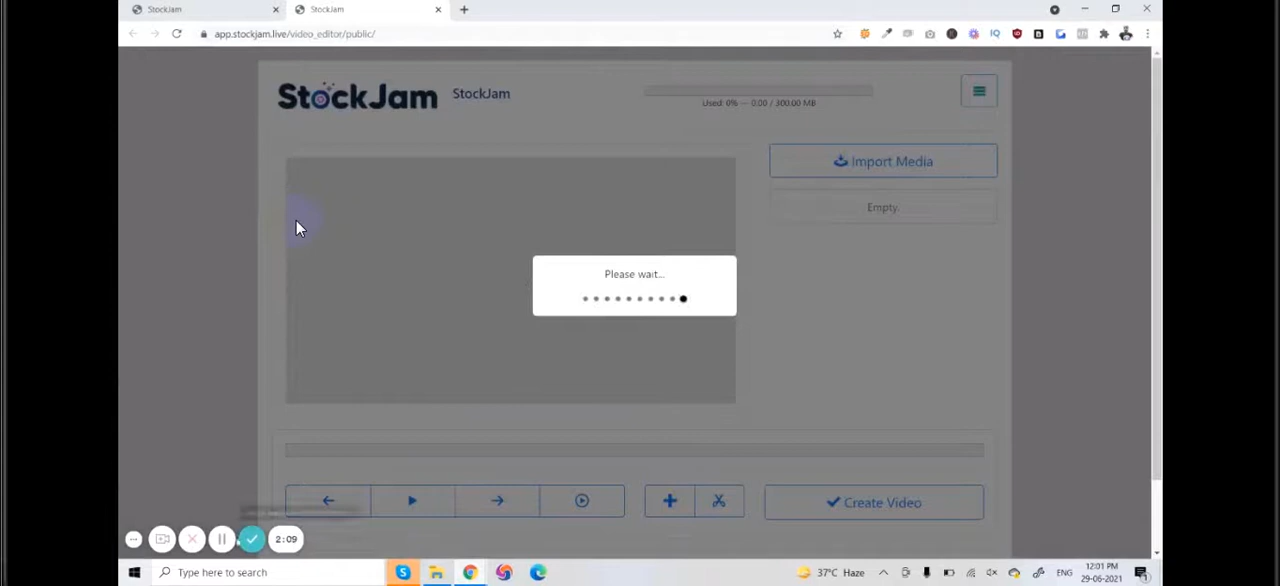 StockJam
StockJam
app.stockjam.live/video_editor/public/
StockJam
StockJam
Used: 0% — 0.00 / 300.00 MB
Import Media
Empty.
Please wait...
Create Video
2:09
Type here to search
37°C Haze
ENG
12:01 PM
29-06-2021